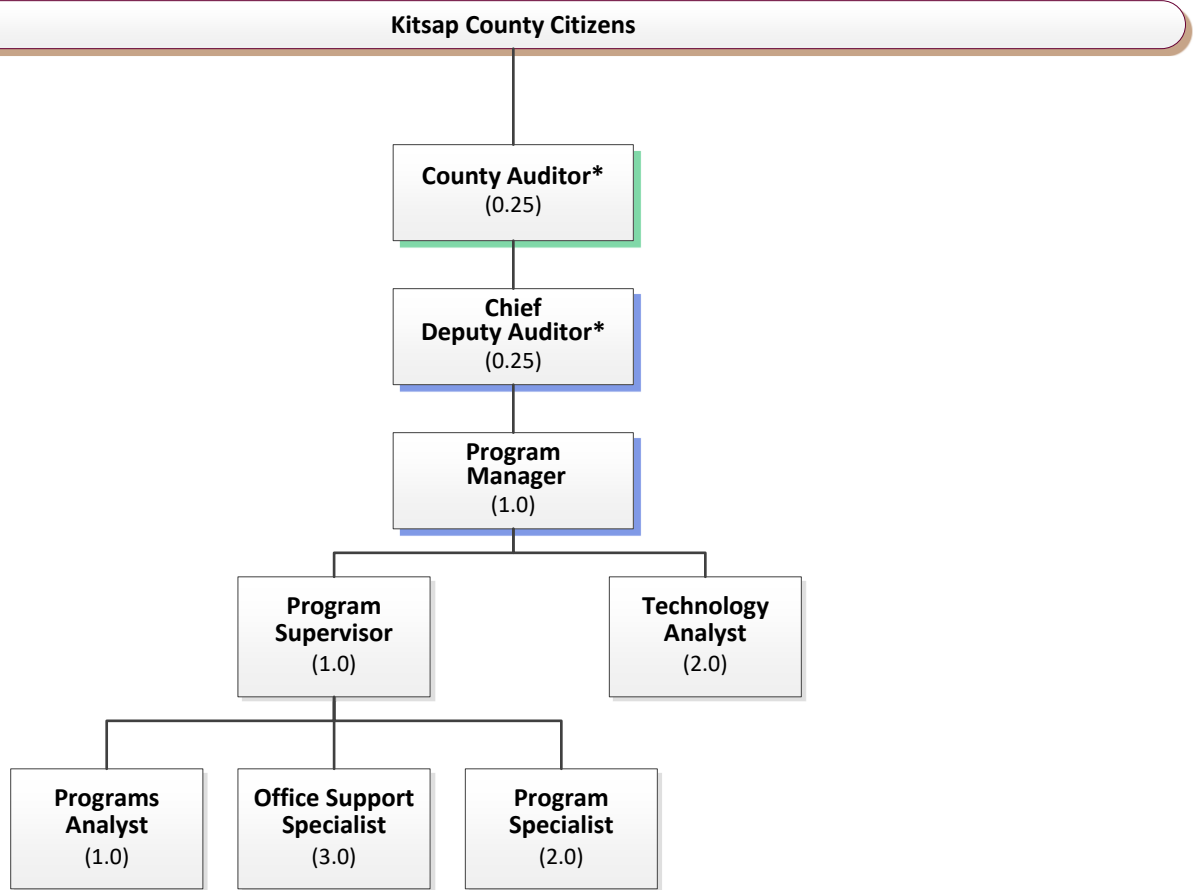 Kitsap County Citizens
County Auditor*
(0.25)
Chief
Deputy Auditor*
(0.25)
Program
Manager
(1.0)
Program
Supervisor
(1.0)
Technology
Analyst
(2.0)
Programs
Analyst
(1.0)
Office Support
Specialist
(3.0)
Program
Specialist
(2.0)